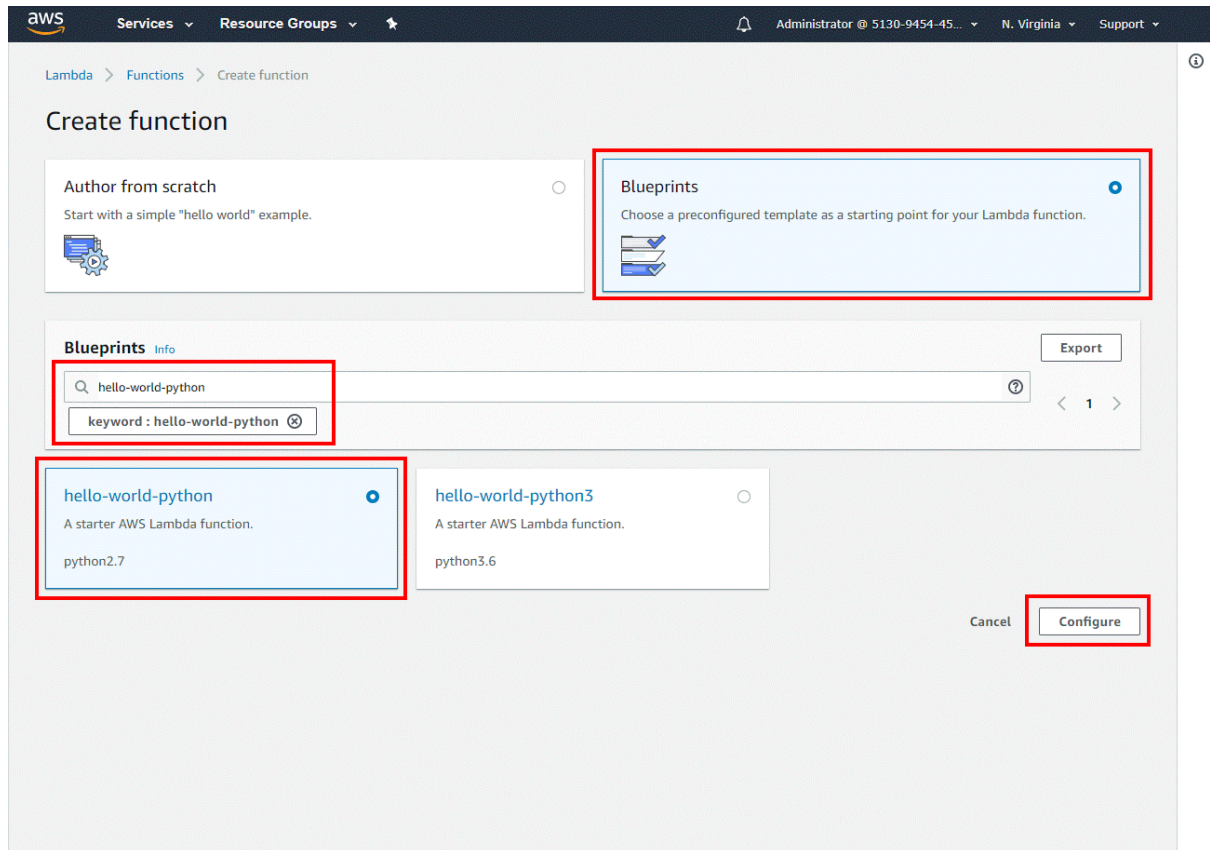 aws Services Resource Groups Administrator @ 5130-9454-45... N. Virginia Support
Lambda > Functions > Create function
Create function
Author from scratch
Start with a simple "hello world" example.
Blueprints
Choose a preconfigured template as a starting point for your Lambda function.
Blueprints Info
Export
hello-world-python
1
keyword : hello-world-python
hello-world-python
A starter AWS Lambda function.
python2.7
hello-world-python3
A starter AWS Lambda function.
python3.6
Cancel
Configure